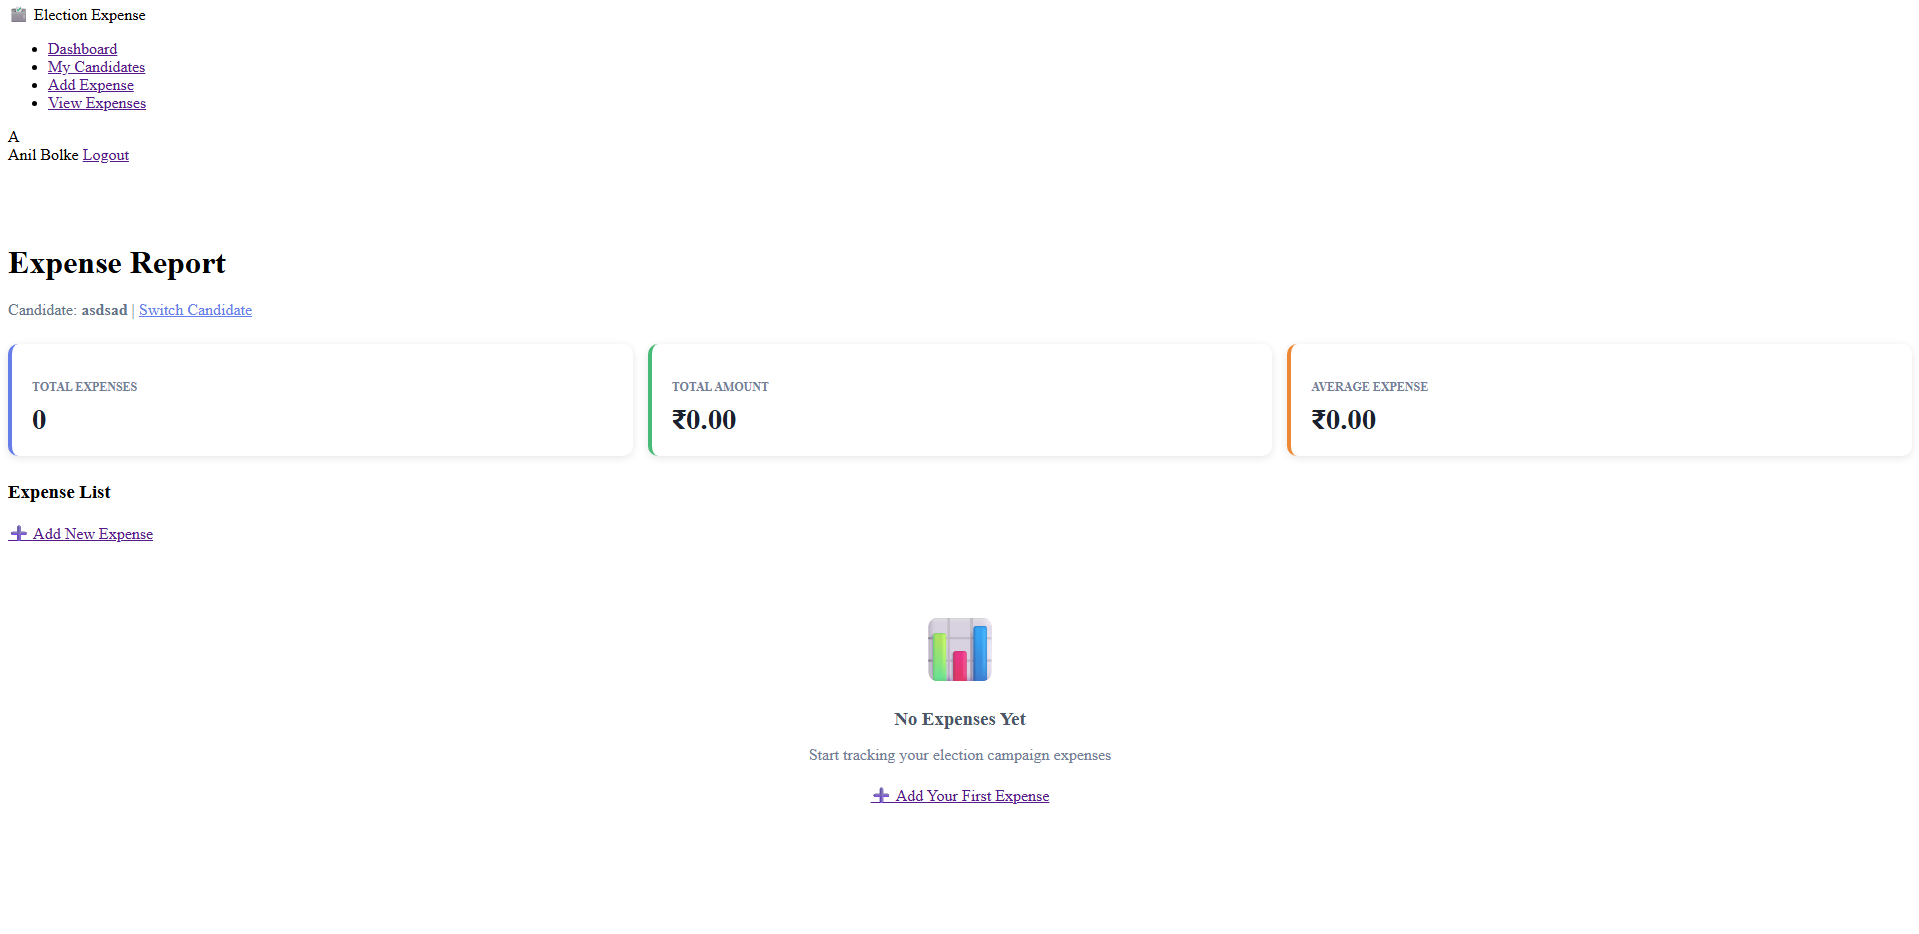 Election Expense
Dashboard
My Candidates
Add Expense
View Expenses
A
Anil Bolke Logout
Expense Report
Candidate: asdsad | Switch Candidate
TOTAL EXPENSES
0
TOTAL AMOUNT
₹0.00
AVERAGE EXPENSE
₹0.00
Expense List
➕ Add New Expense
No Expenses Yet
Start tracking your election campaign expenses
➕ Add Your First Expense